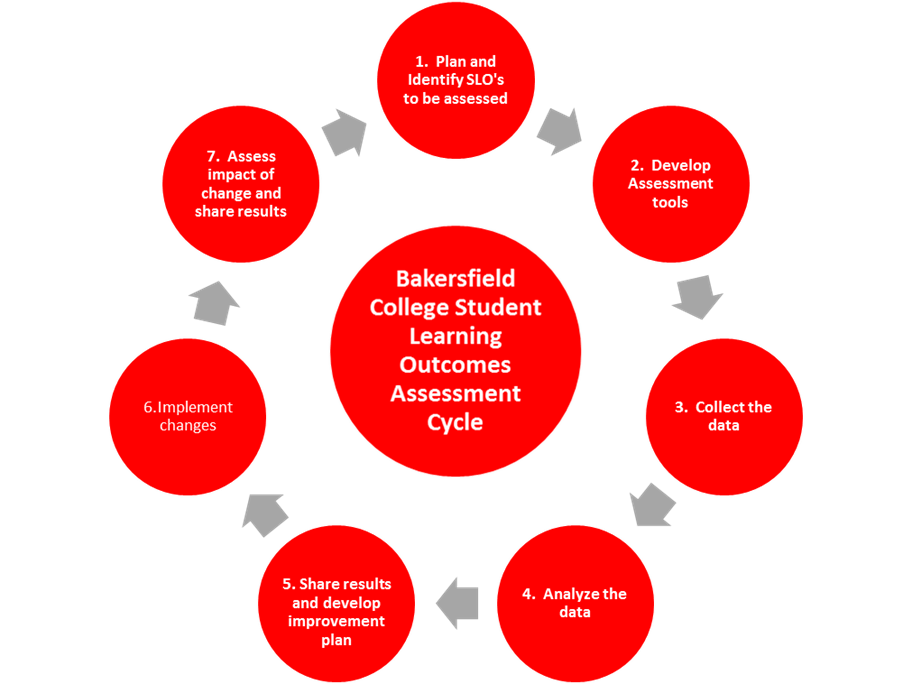 1. Plan and
Identify SLO's
to be assessed
2. Develop
Assessment
tools
3. Collect the
data
4. Analyze the
data
5. Share results
and develop
improvement
plan
6.Implement
changes
7. Assess
impact of
change and
share results
Bakersfield
College Student
Learning
Outcomes
Assessment
Cycle